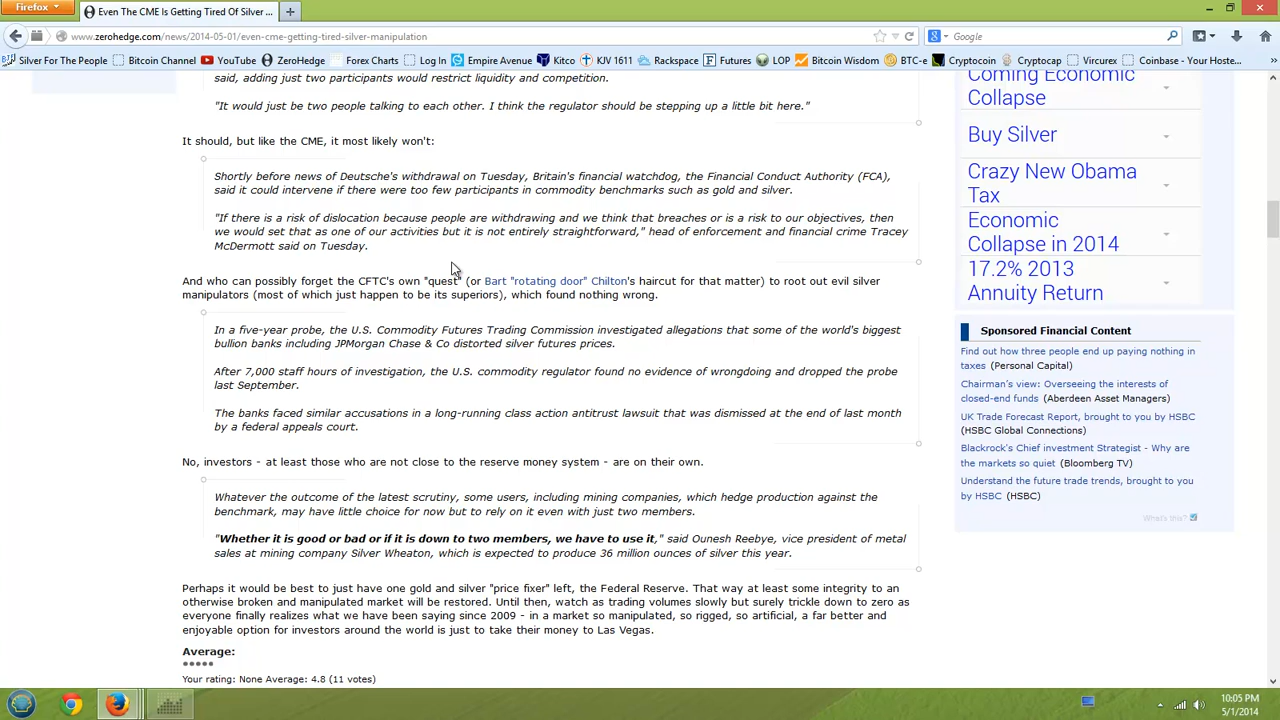 Firefox
Even The CME Is Getting Tired Of Silver ...
www.zerohedge.com/news/2014-05-01/even-cme-getting-tired-silver-manipulation
Google
Silver For The People
Bitcoin Channel
YouTube
ZeroHedge
Forex Charts
Log In
Empire Avenue
Kitco
KJV 1611
Rackspace
Futures
LOP
Bitcoin Wisdom
BTC-e
Cryptocoin
Cryptocap
Vircurex
Coinbase - Your Hoste...
said, adding just two participants would restrict liquidity and competition.
"It would just be two people talking to each other. I think the regulator should be stepping up a little bit here."
It should, but like the CME, it most likely won't:
Shortly before news of Deutsche's withdrawal on Tuesday, Britain's financial watchdog, the Financial Conduct Authority (FCA),
said it could intervene if there were too few participants in commodity benchmarks such as gold and silver.
"If there is a risk of dislocation because people are withdrawing and we think that breaches or is a risk to our objectives, then
we would set that as one of our activities but it is not entirely straightforward," head of enforcement and financial crime Tracey
McDermott said on Tuesday.
And who can possibly forget the CFTC's own "quest" (or Bart "rotating door" Chilton's haircut for that matter) to root out evil silver
manipulators (most of which just happen to be its superiors), which found nothing wrong.
In a five-year probe, the U.S. Commodity Futures Trading Commission investigated allegations that some of the world's biggest
bullion banks including JPMorgan Chase & Co distorted silver futures prices.
After 7,000 staff hours of investigation, the U.S. commodity regulator found no evidence of wrongdoing and dropped the probe
last September.
The banks faced similar accusations in a long-running class action antitrust lawsuit that was dismissed at the end of last month
by a federal appeals court.
No, investors - at least those who are not close to the reserve money system - are on their own.
Whatever the outcome of the latest scrutiny, some users, including mining companies, which hedge production against the
benchmark, may have little choice for now but to rely on it even with just two members.
"Whether it is good or bad or if it is down to two members, we have to use it," said Ounesh Reebye, vice president of metal
sales at mining company Silver Wheaton, which is expected to produce 36 million ounces of silver this year.
Perhaps it would be best to just have one gold and silver "price fixer" left, the Federal Reserve. That way at least some integrity to an
otherwise broken and manipulated market will be restored. Until then, watch as trading volumes slowly but surely trickle down to zero as
everyone finally realizes what we have been saying since 2009 - in a market so manipulated, so rigged, so artificial, a far better and
enjoyable option for investors around the world is just to take their money to Las Vegas.
Average:
Your rating: None Average: 4.8 (11 votes)
Coming Economic
Collapse
Buy Silver
Crazy New Obama
Tax
Economic
Collapse in 2014
17.2% 2013
Annuity Return
Sponsored Financial Content
Find out how three people end up paying nothing in
taxes (Personal Capital)
Chairman's view: Overseeing the interests of
closed-end funds (Aberdeen Asset Managers)
UK Trade Forecast Report, brought to you by HSBC
(HSBC Global Connections)
Blackrock's Chief investment Strategist - Why are
the markets so quiet (Bloomberg TV)
Understand the future trade trends, brought to you
by HSBC (HSBC)
What's this?
10:05 PM
5/1/2014